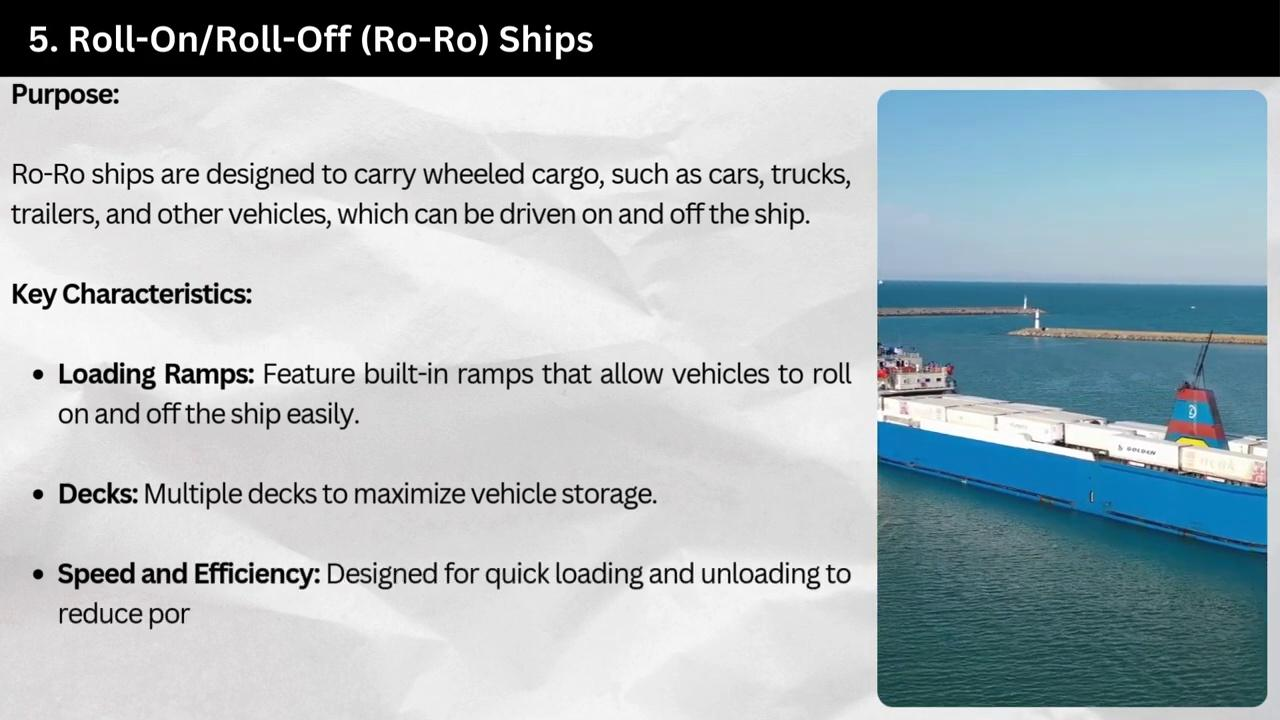 5. Roll-On/Roll-Off (Ro-Ro) Ships
Purpose:
Ro-Ro ships are designed to carry wheeled cargo, such as cars, trucks,
trailers, and other vehicles, which can be driven on and off the ship.
Key Characteristics:
• Loading Ramps: Feature built-in ramps that allow vehicles to roll
on and off the ship easily.
• Decks: Multiple decks to maximize vehicle storage.
• Speed and Efficiency: Designed for quick loading and unloading to
reduce por
GOLDEN